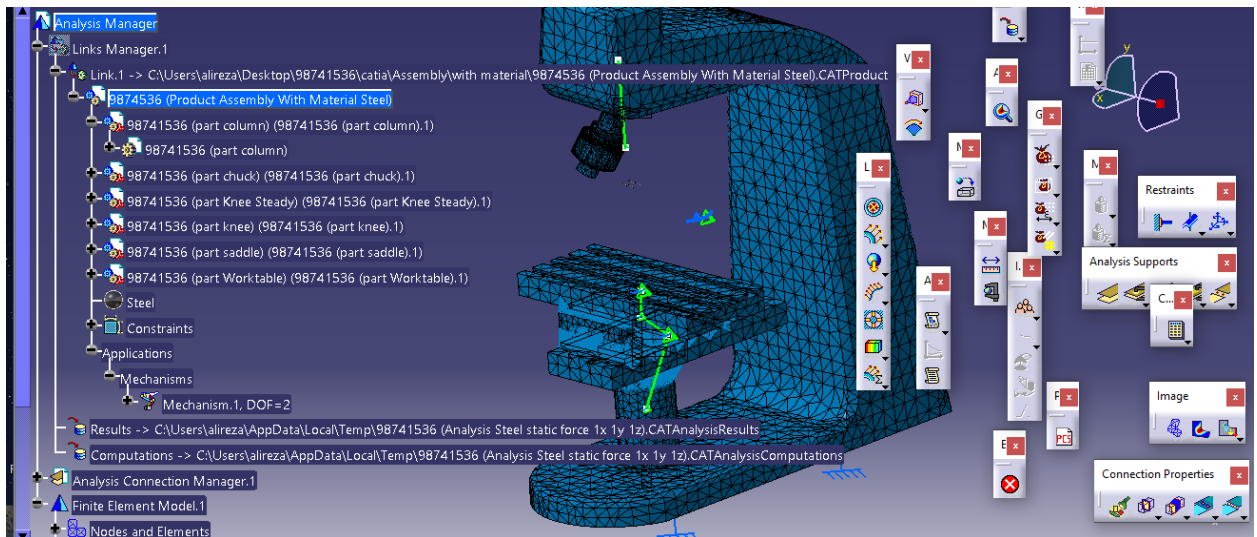 Analysis Manager
Links Manager.1
Link.1 -> C:\Users\alireza\Desktop\98741536\catia\Assembly\with material\9874536 (Product Assembly With Material Steel).CATProduct
9874536 (Product Assembly With Material Steel)
98741536 (part column) (98741536 (part column).1)
98741536 (part column)
98741536 (part chuck) (98741536 (part chuck).1)
98741536 (part Knee Steady) (98741536 (part Knee Steady).1)
98741536 (part knee) (98741536 (part knee).1)
98741536 (part saddle) (98741536 (part saddle).1)
98741536 (part Worktable) (98741536 (part Worktable).1)
Steel
Constraints
Applications
Mechanisms
Mechanism.1, DOF=2
Results -> C:\Users\alireza\AppData\Local\Temp\98741536 (Analysis Steel static force 1x 1y 1z).CATAnalysisResults
Computations -> C:\Users\alireza\AppData\Local\Temp\98741536 (Analysis Steel static force 1x 1y 1z).CATAnalysisComputations
Analysis Connection Manager.1
Finite Element Model.1
Nodes and Elements
V...
A...
G...
M...
M...
L...
A...
M...
I...
P...
PCS
E...
y
x
Restraints
Analysis Supports
C...
Image
Connection Properties